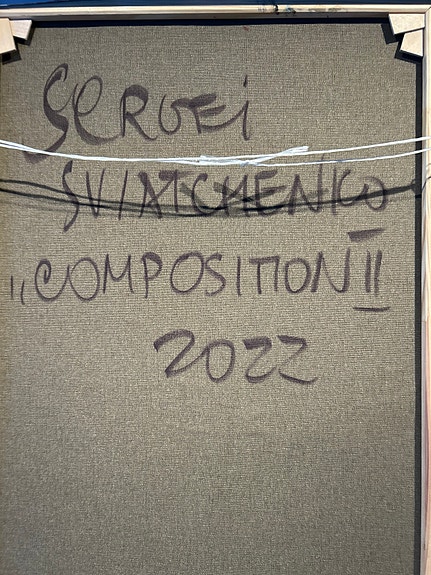 SERGEi
SVIATCHENKO
„COMPOSITION II
2022